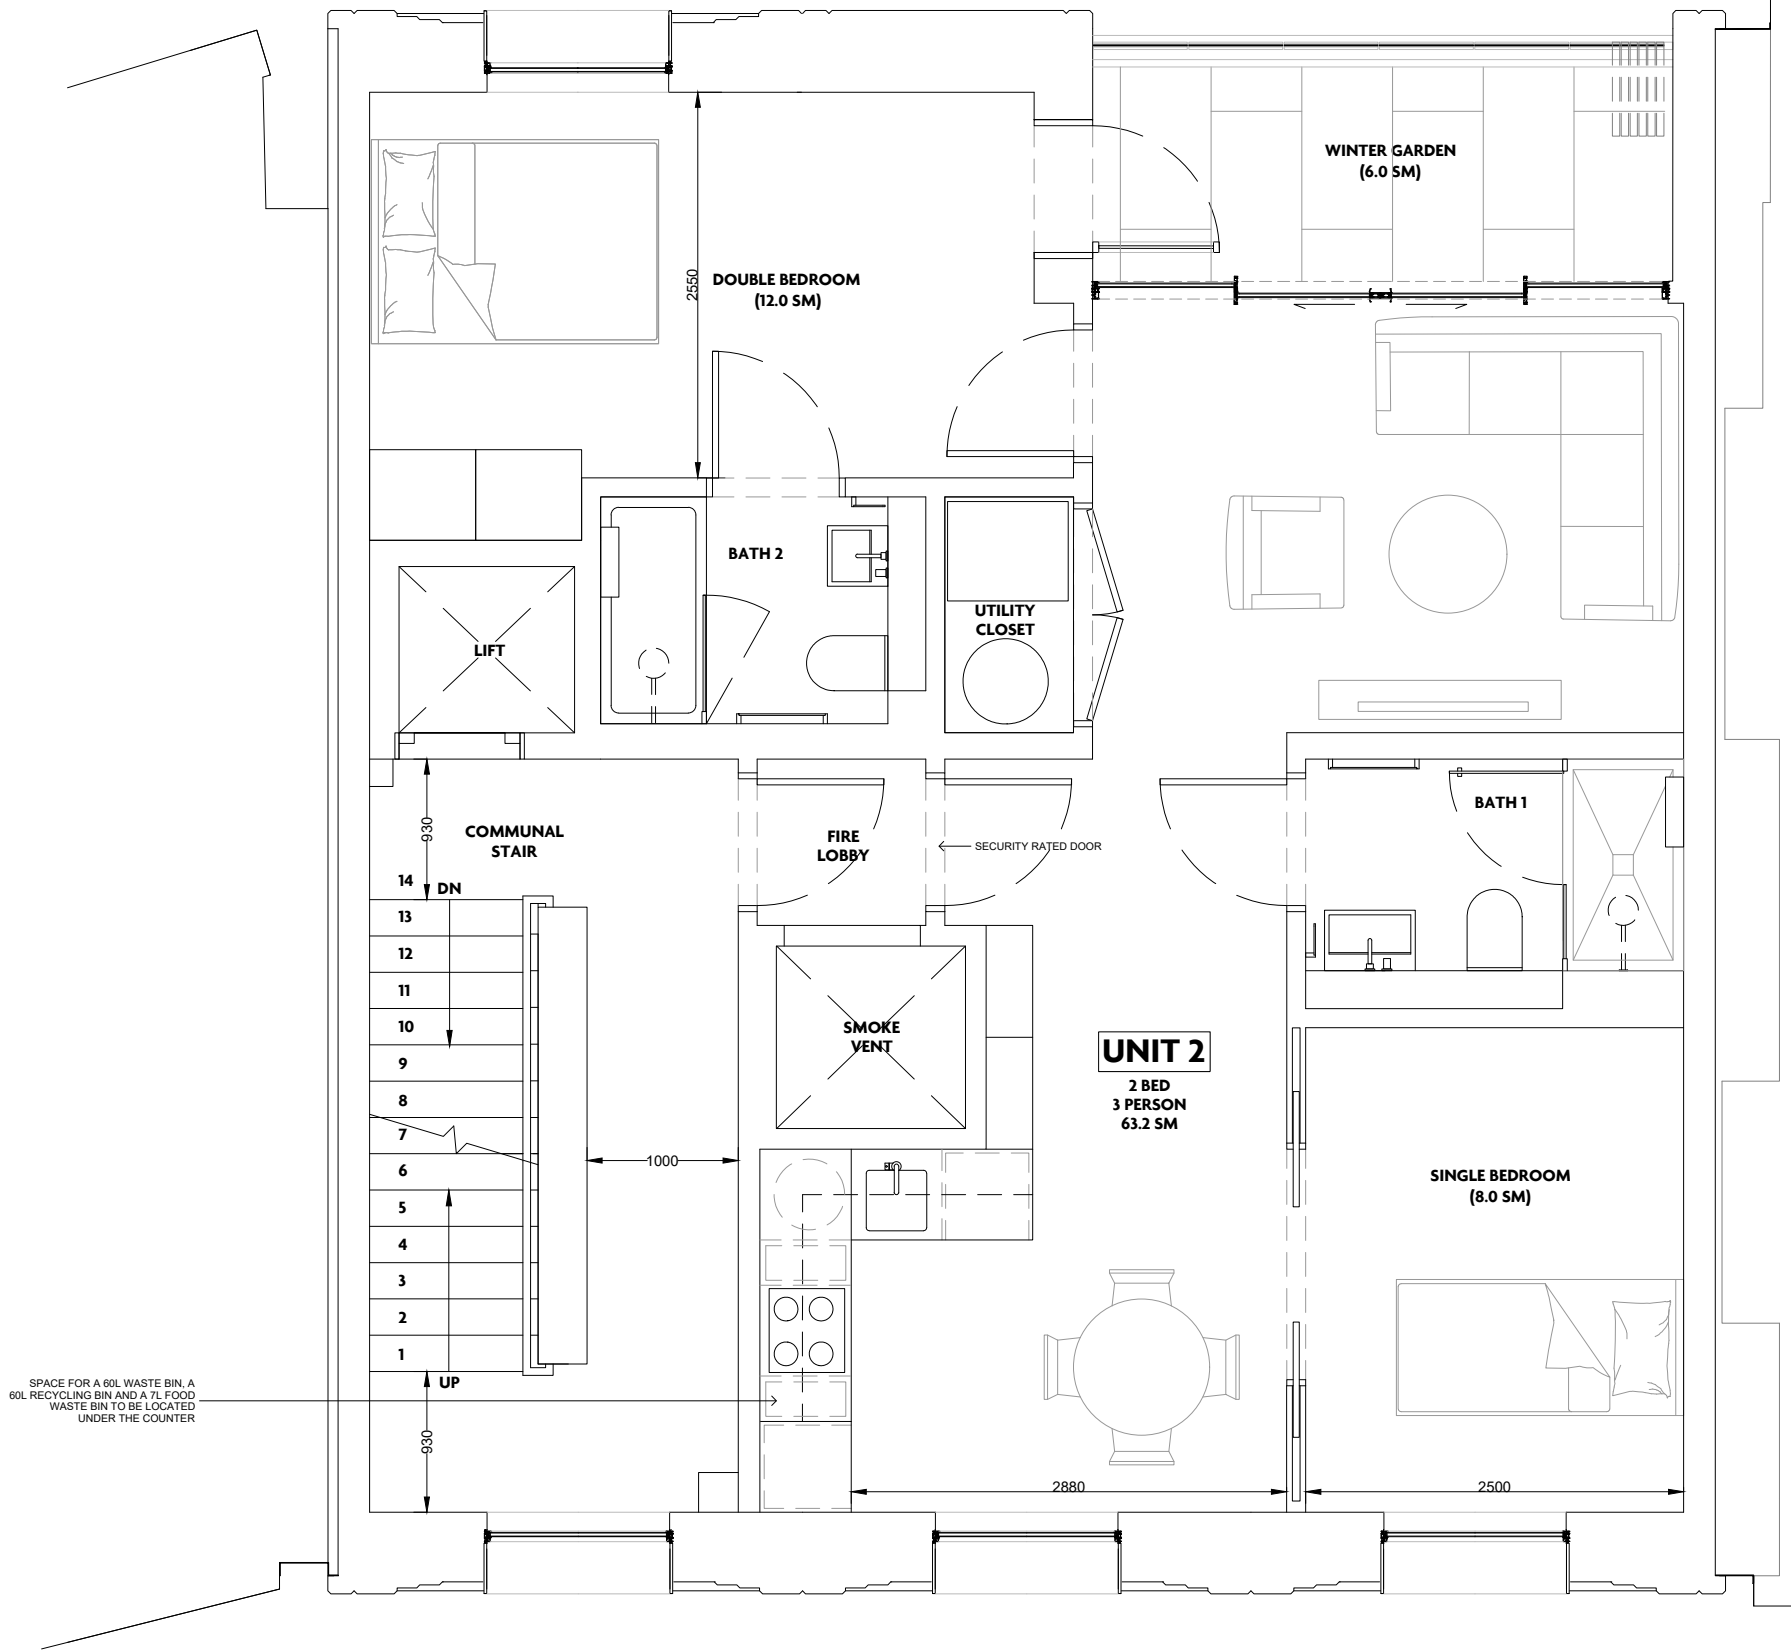 WINTER GARDEN
(6.0 SM)
2550
DOUBLE BEDROOM
(12.0 SM)
BATH 2
UTILITY
CLOSET
LIFT
930
COMMUNAL
STAIR
FIRE
LOBBY
SECURITY RATED DOOR
BATH 1
14
DN
13
12
11
10
9
8
7
6
5
4
3
2
1
UP
SMOKE
VENT
UNIT 2
2 BED
3 PERSON
63.2 SM
1000
SINGLE BEDROOM
(8.0 SM)
SPACE FOR A 60L WASTE BIN, A
60L RECYCLING BIN AND A 7L FOOD
WASTE BIN TO BE LOCATED
UNDER THE COUNTER
930
2880
2500